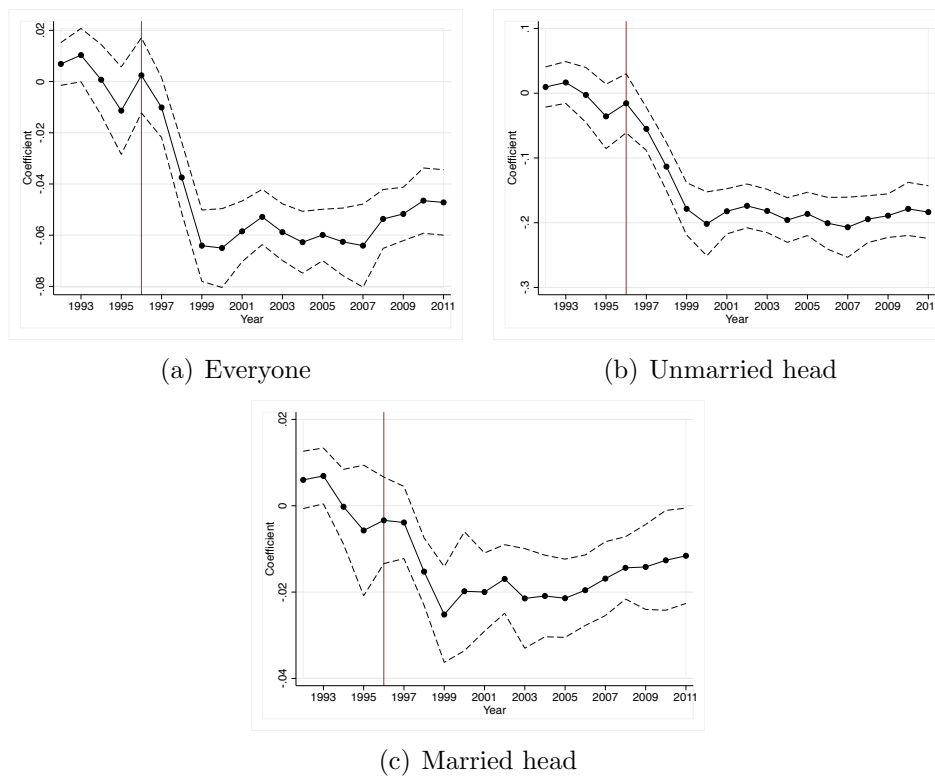 .02
0
-.02
-.04
-.06
-.08
Coefficient
1993 1995 1997 1999 2001 2003 2005 2007 2009 2011
Year
(a) Everyone
.1
0
-.1
-.2
-.3
Coefficient
1993 1995 1997 1999 2001 2003 2005 2007 2009 2011
Year
(b) Unmarried head
.02
0
-.02
-.04
Coefficient
1993 1995 1997 1999 2001 2003 2005 2007 2009 2011
Year
(c) Married head